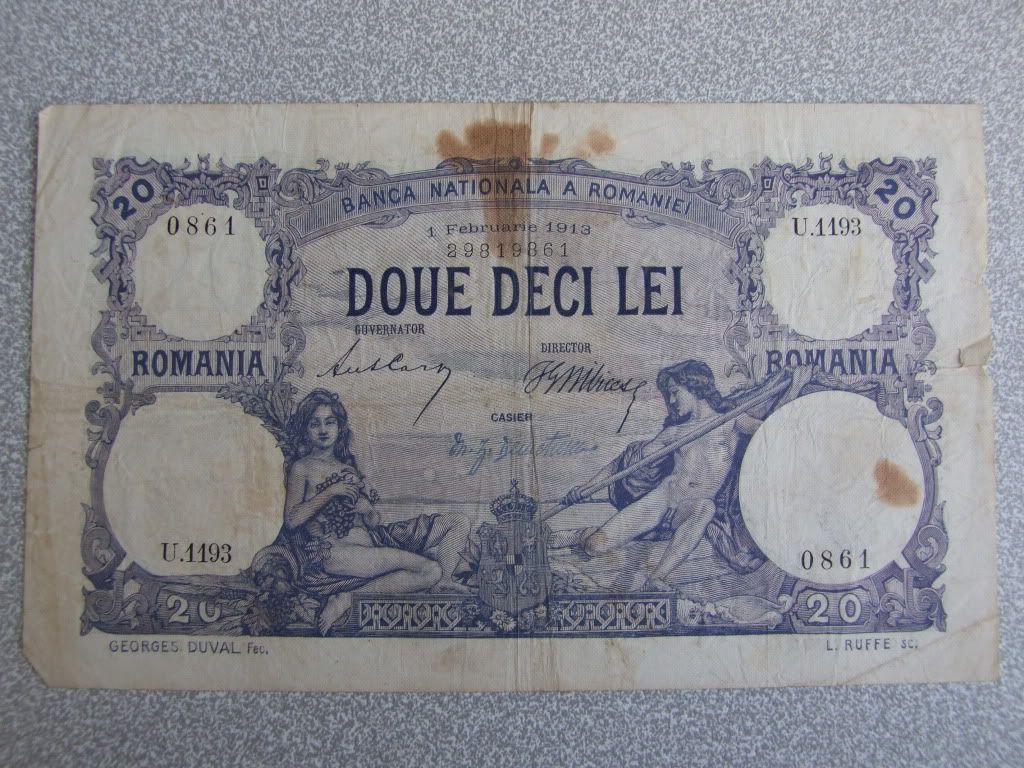 20 20
BANCA NATIONALA A ROMANIEI
0861 U.1193
1 Februarie 1913
29819861
DOUE DECI LEI
GUVERNATOR
DIRECTOR
ROMANIA ROMANIA
CASIER
U.1193 0861
20 20
GEORGES DUVAL Fec. L. RUFFE sc.